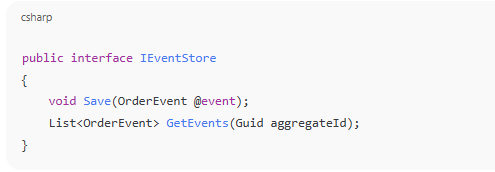 csharp
public interface IEventStore
{
    void Save(OrderEvent @event);
    List<OrderEvent> GetEvents(Guid aggregateId);
}